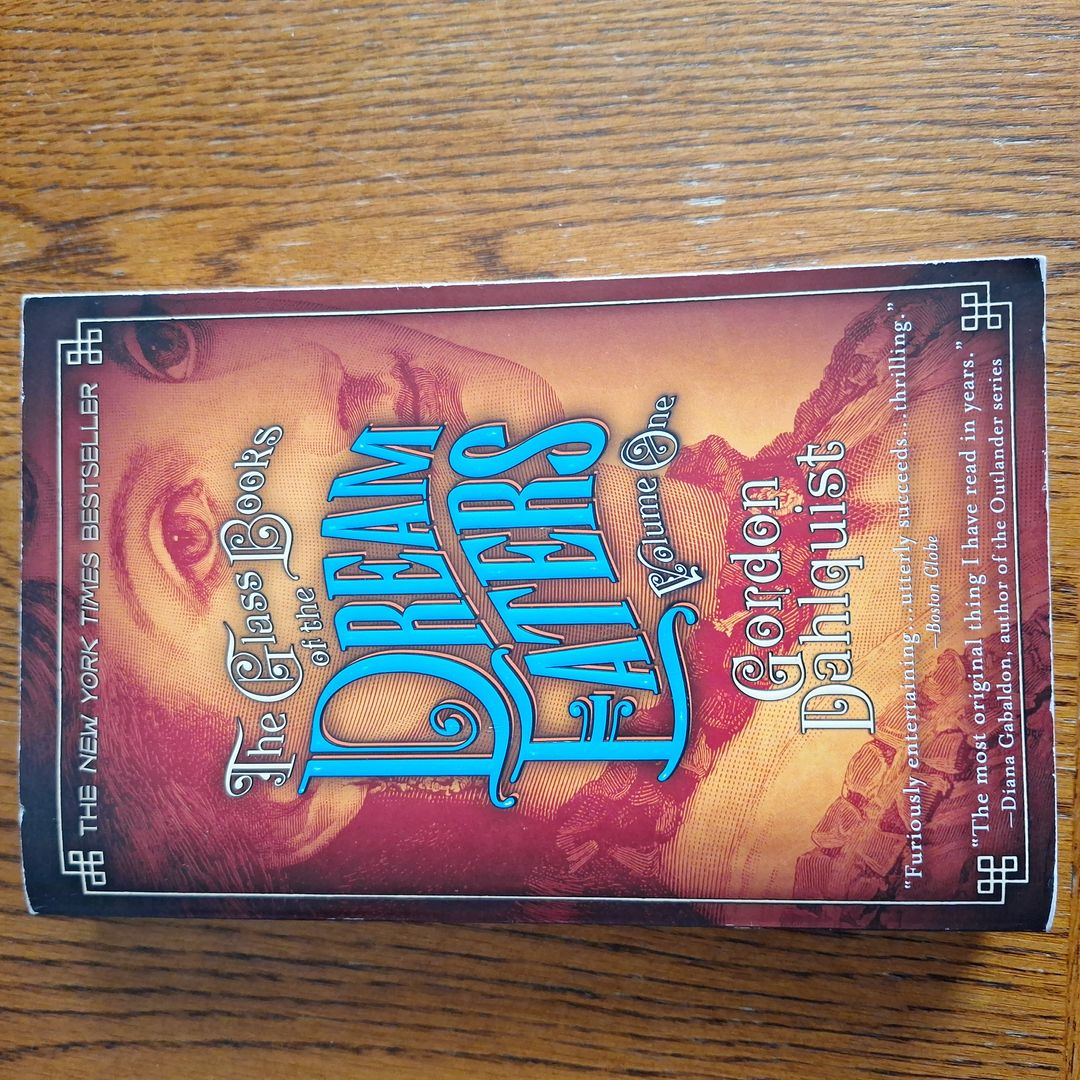 THE NEW YORK TIMES BESTSELLER
The Glass Books
of the
DREAM
EATERS
Volume One
Gordon
Dahlquist
“Furiously entertaining...utterly succeeds...thrilling.”
—Boston Globe
“The most original thing I have read in years.”
—Diana Gabaldon, author of the Outlander series